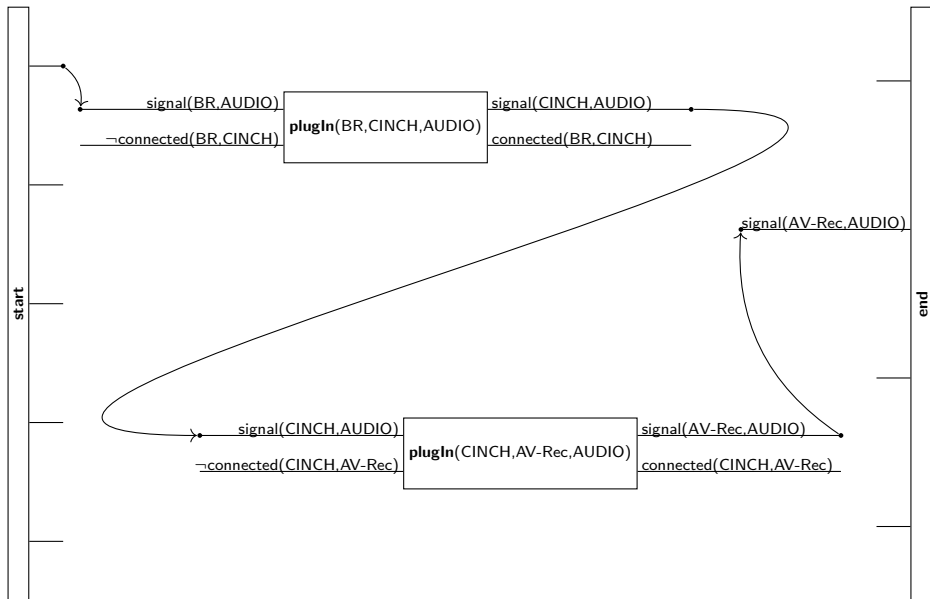 signal(BR,AUDIO)
¬connected(BR,CINCH)
plugIn(BR,CINCH,AUDIO)
signal(CINCH,AUDIO)
connected(BR,CINCH)
signal(AV-Rec,AUDIO)
start
end
signal(CINCH,AUDIO)
¬connected(CINCH,AV-Rec)
plugIn(CINCH,AV-Rec,AUDIO)
signal(AV-Rec,AUDIO)
connected(CINCH,AV-Rec)